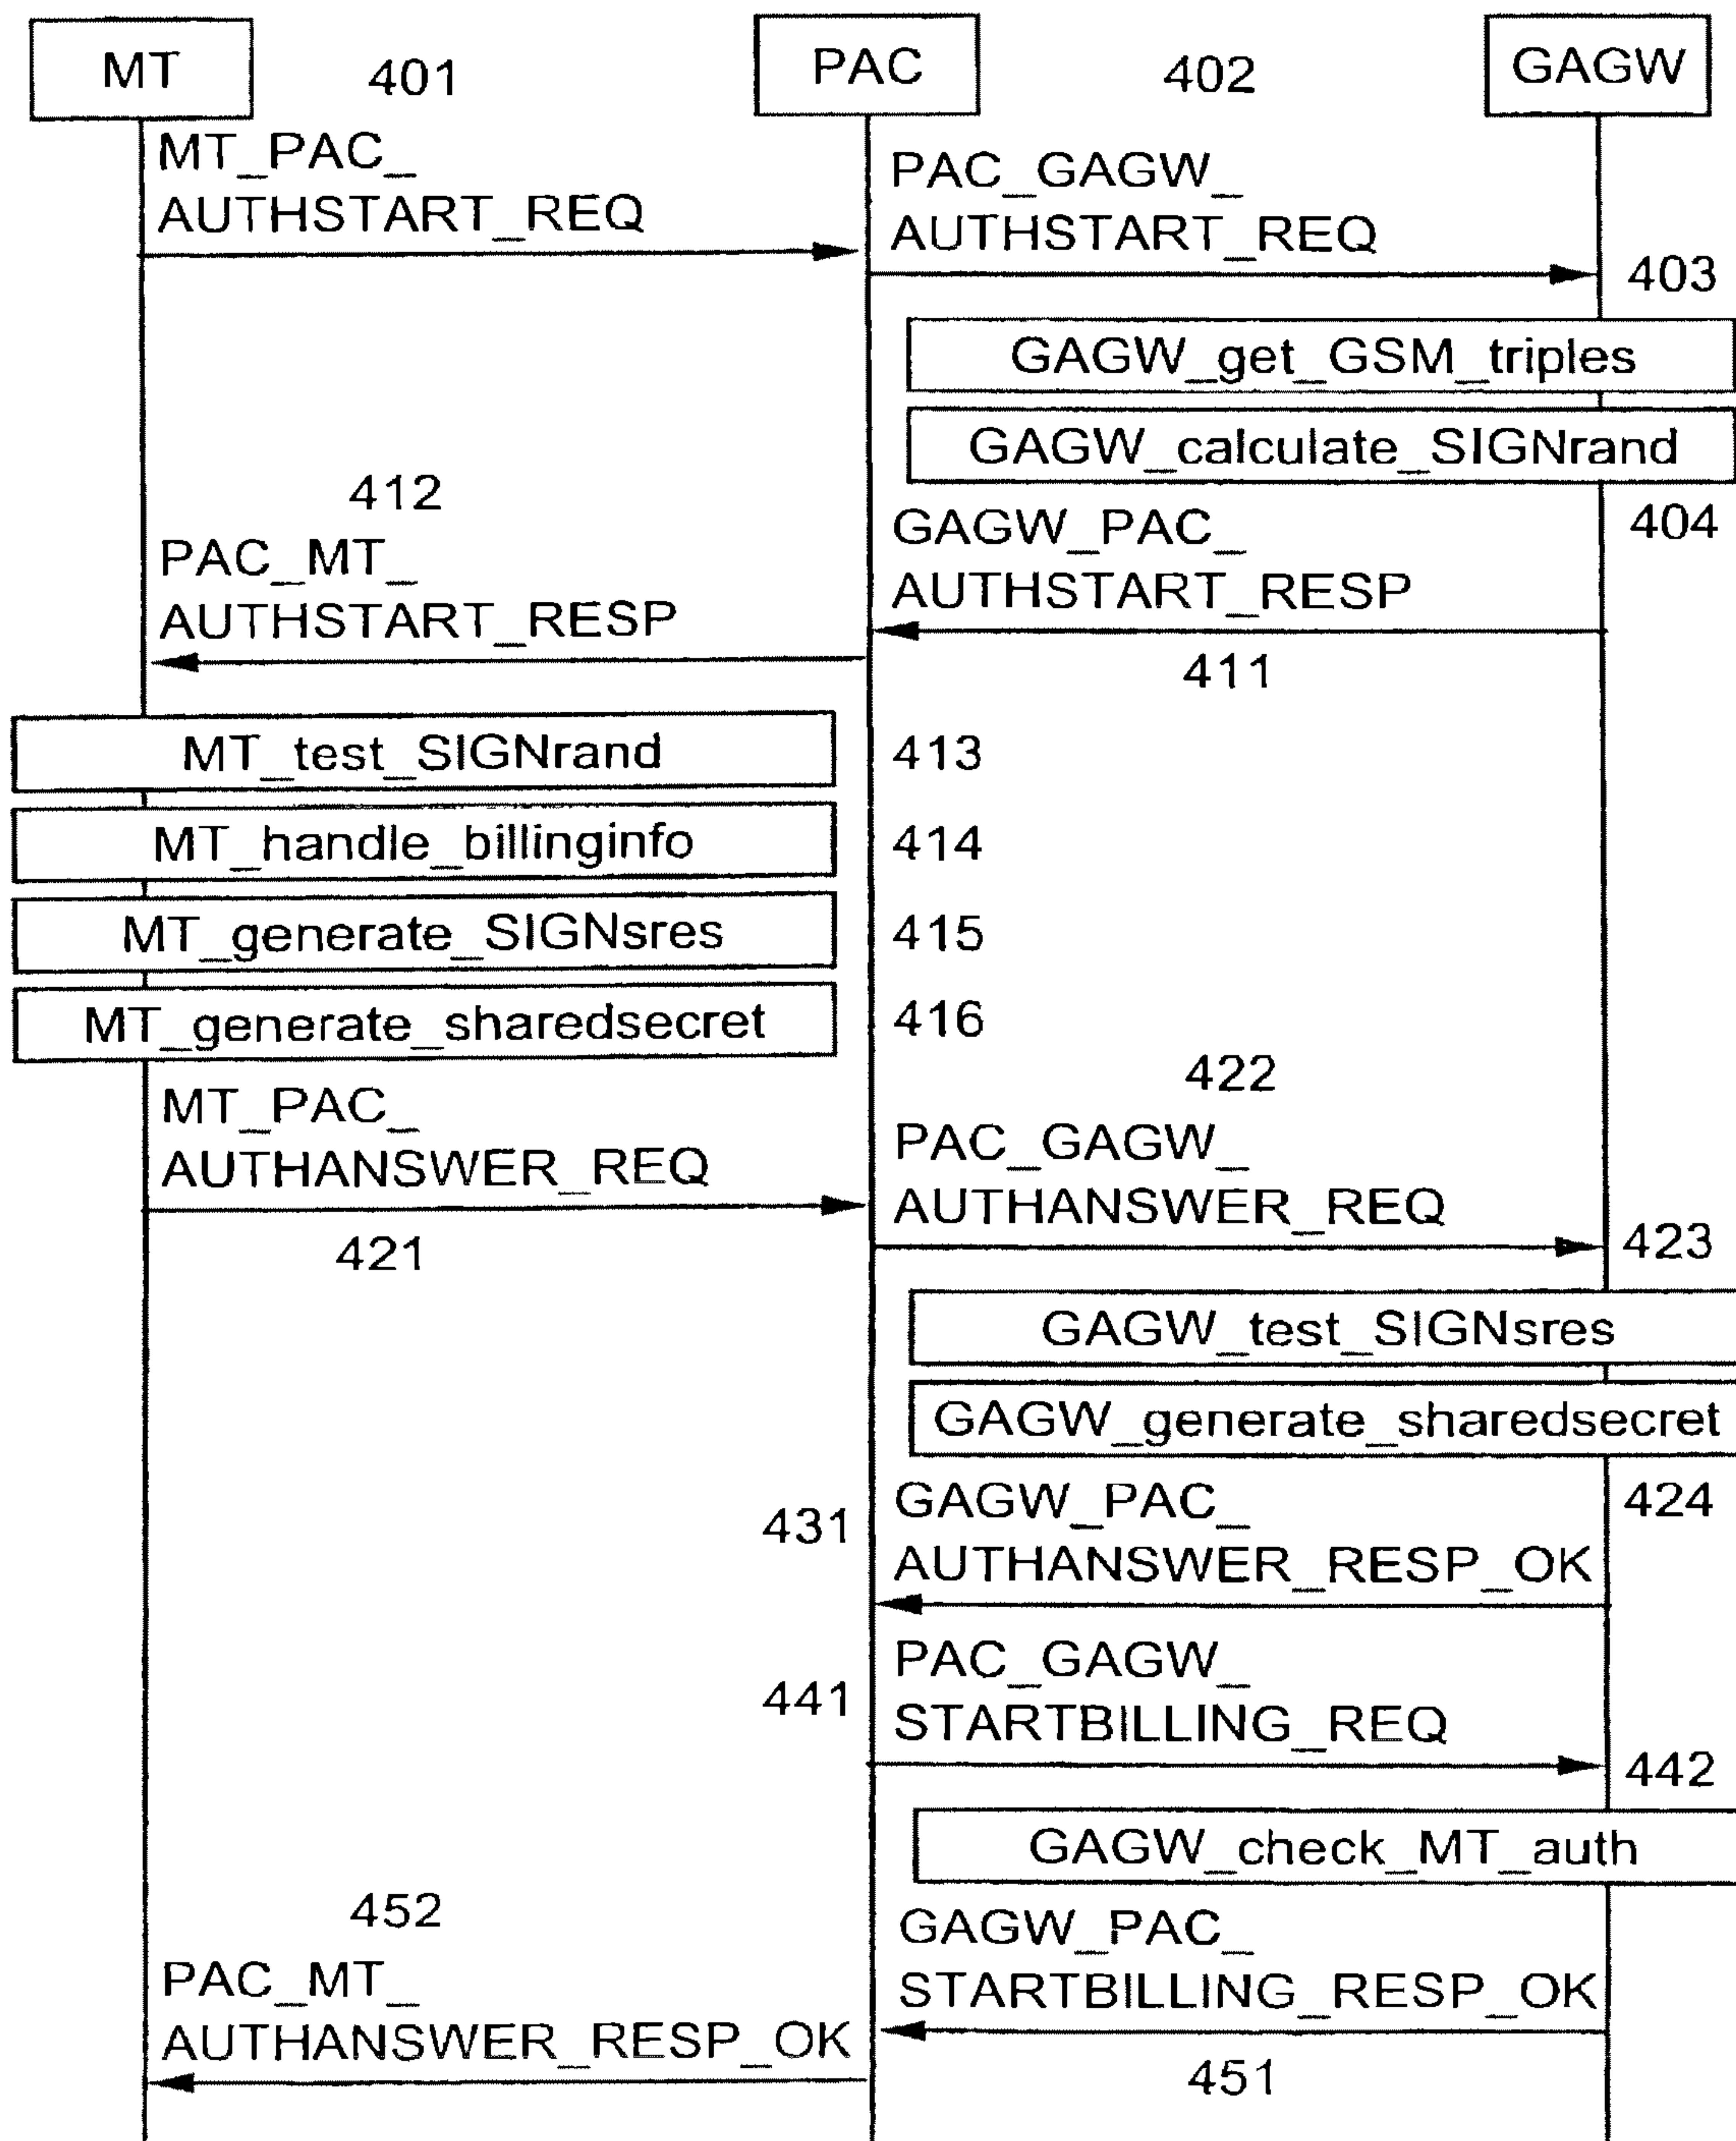 MT
401
PAC
402
GAGW
MT_PAC_
AUTHSTART_REQ
PAC_GAGW_
AUTHSTART_REQ
403
GAGW_get_GSM_triples
GAGW_calculate_SIGNrand
404
412
PAC_MT_
AUTHSTART_RESP
GAGW_PAC_
AUTHSTART_RESP
411
MT_test_SIGNrand
413
MT_handle_billinginfo
414
MT_generate_SIGNsres
415
MT_generate_sharedsecret
416
MT_PAC_
AUTHANSWER_REQ
421
422
PAC_GAGW_
AUTHANSWER_REQ
423
GAGW_test_SIGNsres
GAGW_generate_sharedsecret
424
431
GAGW_PAC_
AUTHANSWER_RESP_OK
441
PAC_GAGW_
STARTBILLING_REQ
442
GAGW_check_MT_auth
452
GAGW_PAC_
STARTBILLING_RESP_OK
451
PAC_MT_
AUTHANSWER_RESP_OK